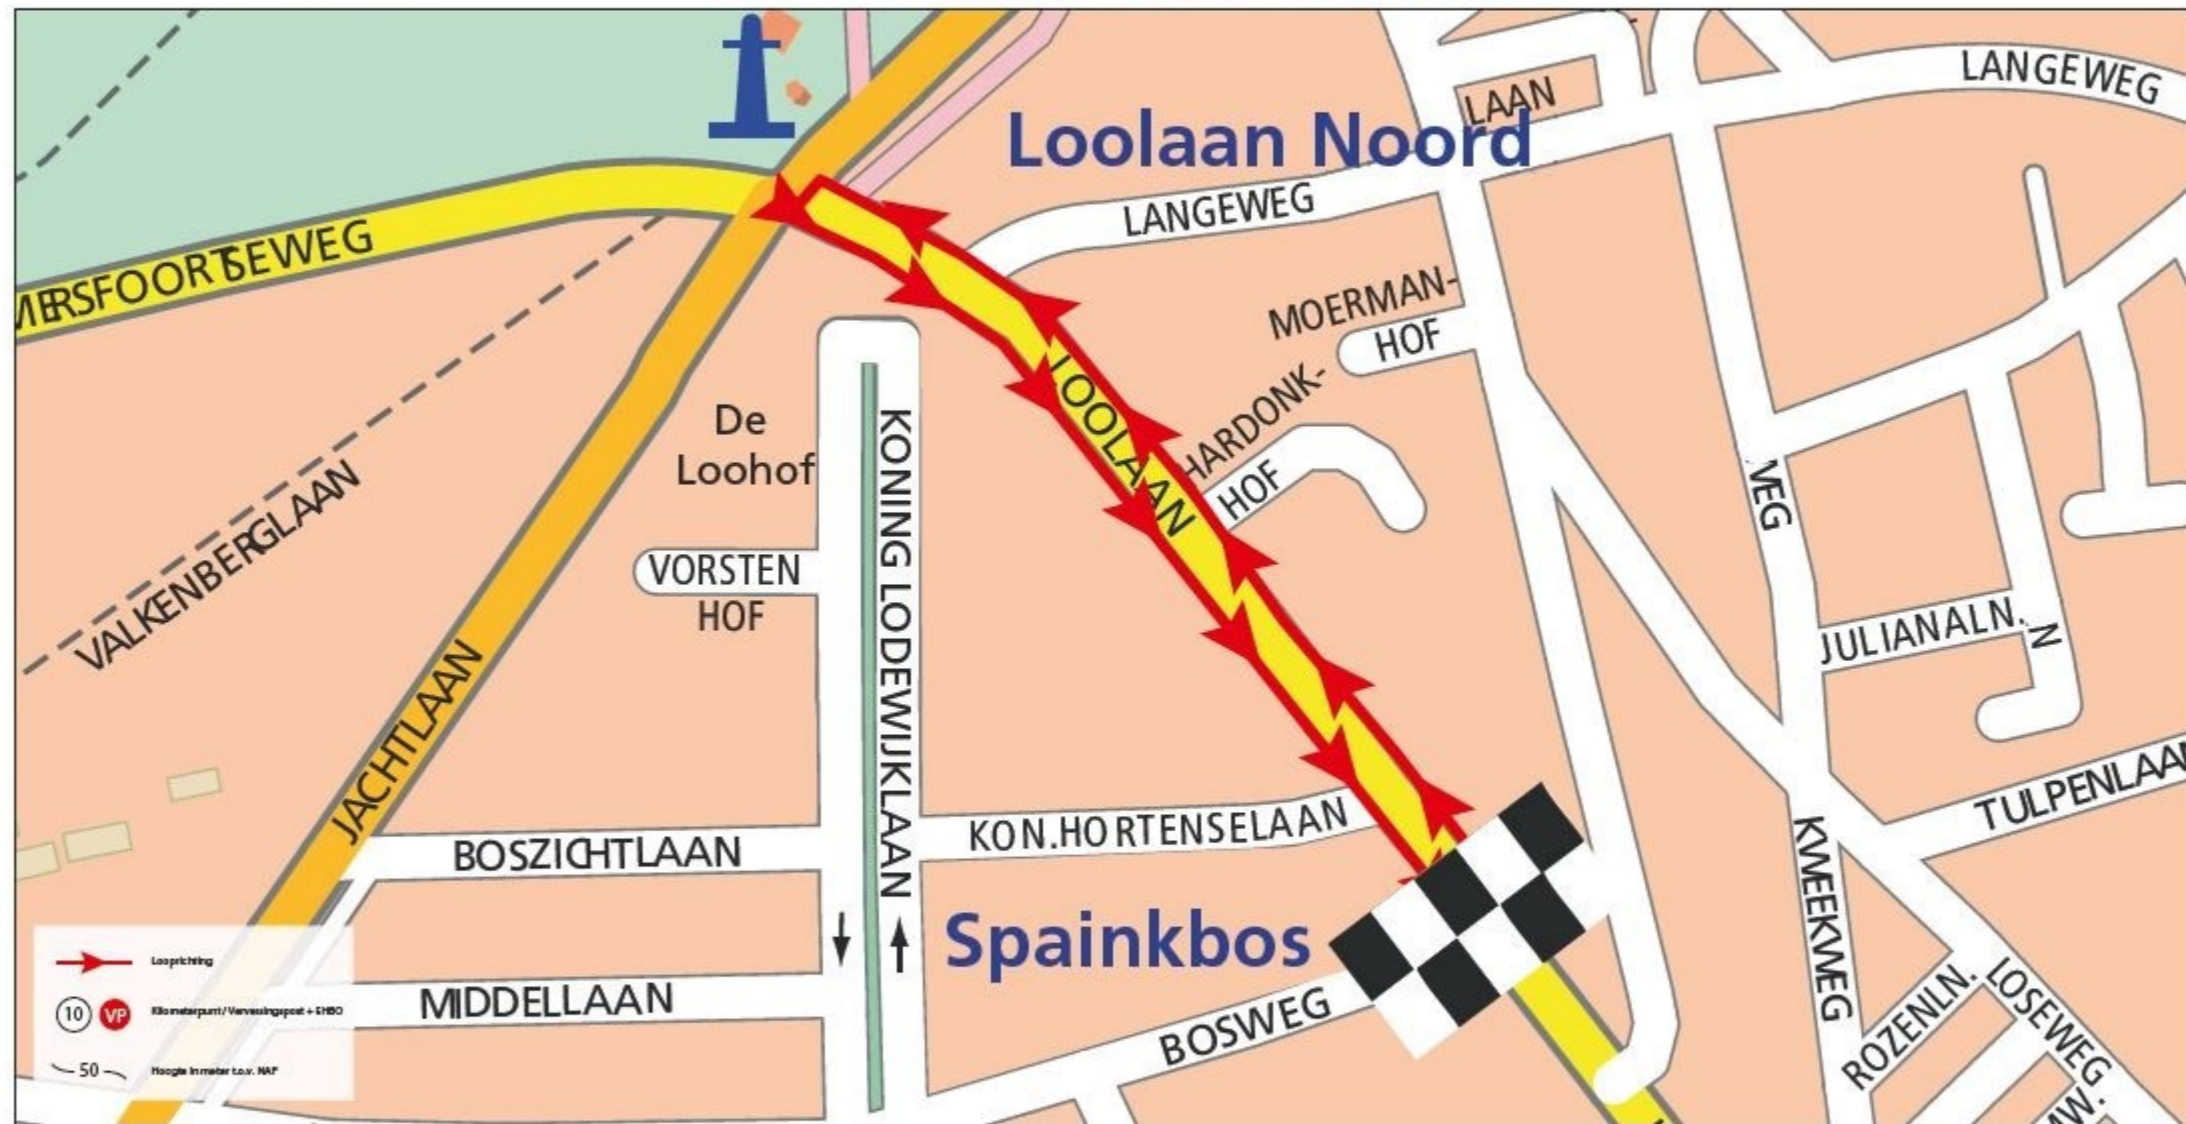 LANGEWEG
LAAN
Loolaan Noord
LANGEWEG
MERSFOORTSEWEG
MOERMAN-
HOF
HARDONK-
HOF
LOOLAAN
De
Loohof
KONING LODEWIJKLAAN
VALKENBERGLAAN
VORSTEN
HOF
WEG
JULIANALN.
N
JACHTLAAN
TULPENLAAN
KON.HORTENSELAAN
BOSZICHTLAAN
KWEEKWEG
Spainkbos
MIDDELLAAN
BOSWEG
ROZENLN.
LOSEWEG
MW.
Looprichting
10 VP Kilometerpunt/Verversingspost + EHBO
50 Hoogte in meter t.o.v. NAP